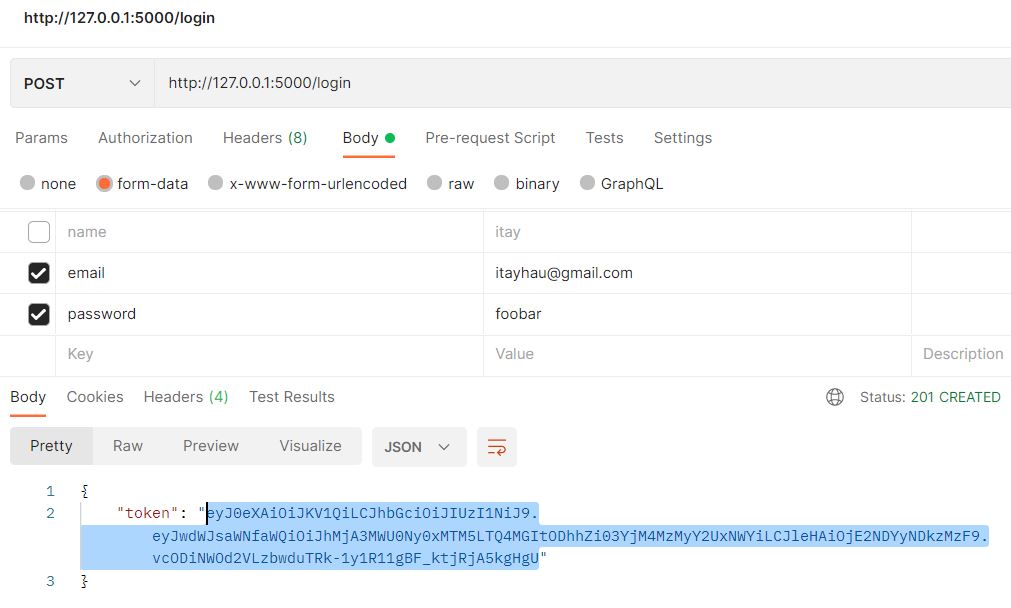 http://127.0.0.1:5000/login
POST http://127.0.0.1:5000/login
Params Authorization Headers (8) Body Pre-request Script Tests Settings
none form-data x-www-form-urlencoded raw binary GraphQL
name itay
email itayhau@gmail.com
password foobar
Key Value Description
Body Cookies Headers (4) Test Results Status: 201 CREATED
Pretty Raw Preview Visualize JSON
1 {
2 "token": "eyJ0eXAiOiJKV1QiLCJhbGciOiJIUzI1NiJ9.
eyJwdWJsaWNfaWQiOiJhMjA3MWU0Ny0xMTM5LTQ4MGItODhhZi03YjM4MzMyY2UxNWYiLCJleHAiOjE2NDYyNDkzMzF9.
vcODiNWOd2VLzbwduTRk-1y1R11gBF_ktjRjA5kgHgU"
3 }